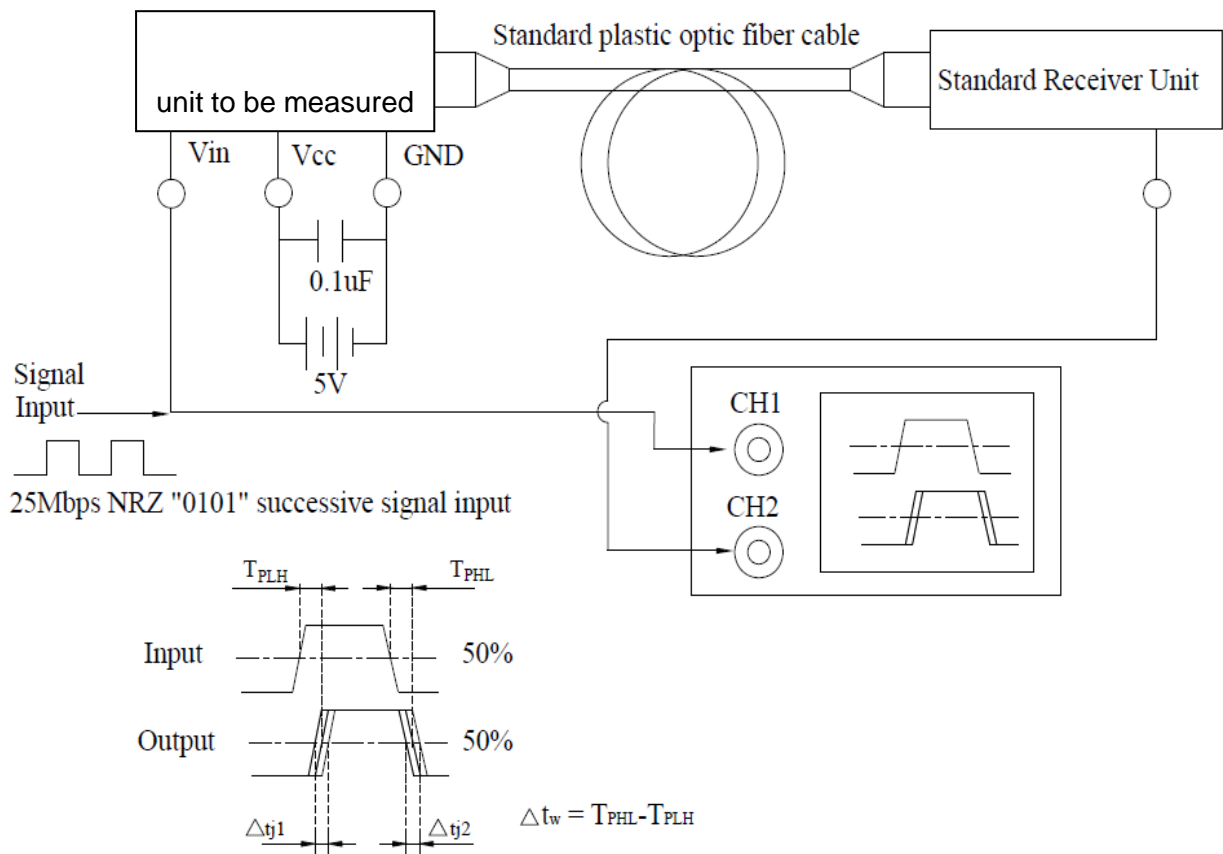 Standard plastic optic fiber cable
unit to be measured
Standard Receiver Unit
Vin
Vcc
GND
0.1uF
5V
Signal
Input
25Mbps NRZ "0101" successive signal input
CH1
CH2
TPLH
TPHL
Input
50%
Output
50%
△tj1
△tj2
△tw = TPHL-TPLH